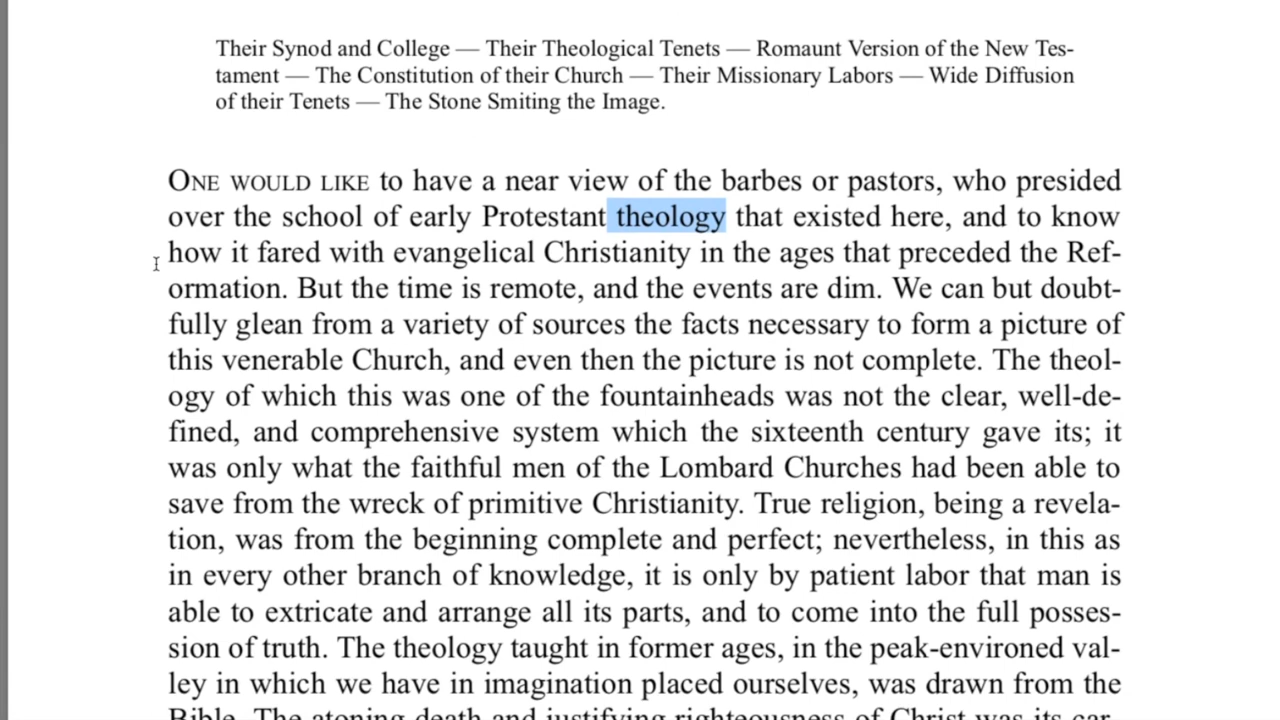 Their Synod and College — Their Theological Tenets — Romaunt Version of the New Tes-
tament — The Constitution of their Church — Their Missionary Labors — Wide Diffusion
of their Tenets — The Stone Smiting the Image.
ONE WOULD LIKE to have a near view of the barbes or pastors, who presided
over the school of early Protestant theology that existed here, and to know
how it fared with evangelical Christianity in the ages that preceded the Ref-
ormation. But the time is remote, and the events are dim. We can but doubt-
fully glean from a variety of sources the facts necessary to form a picture of
this venerable Church, and even then the picture is not complete. The theol-
ogy of which this was one of the fountainheads was not the clear, well-de-
fined, and comprehensive system which the sixteenth century gave its; it
was only what the faithful men of the Lombard Churches had been able to
save from the wreck of primitive Christianity. True religion, being a revela-
tion, was from the beginning complete and perfect; nevertheless, in this as
in every other branch of knowledge, it is only by patient labor that man is
able to extricate and arrange all its parts, and to come into the full posses-
sion of truth. The theology taught in former ages, in the peak-environed val-
ley in which we have in imagination placed ourselves, was drawn from the
Bible. The atoning death and justifying righteousness of Christ was its car-